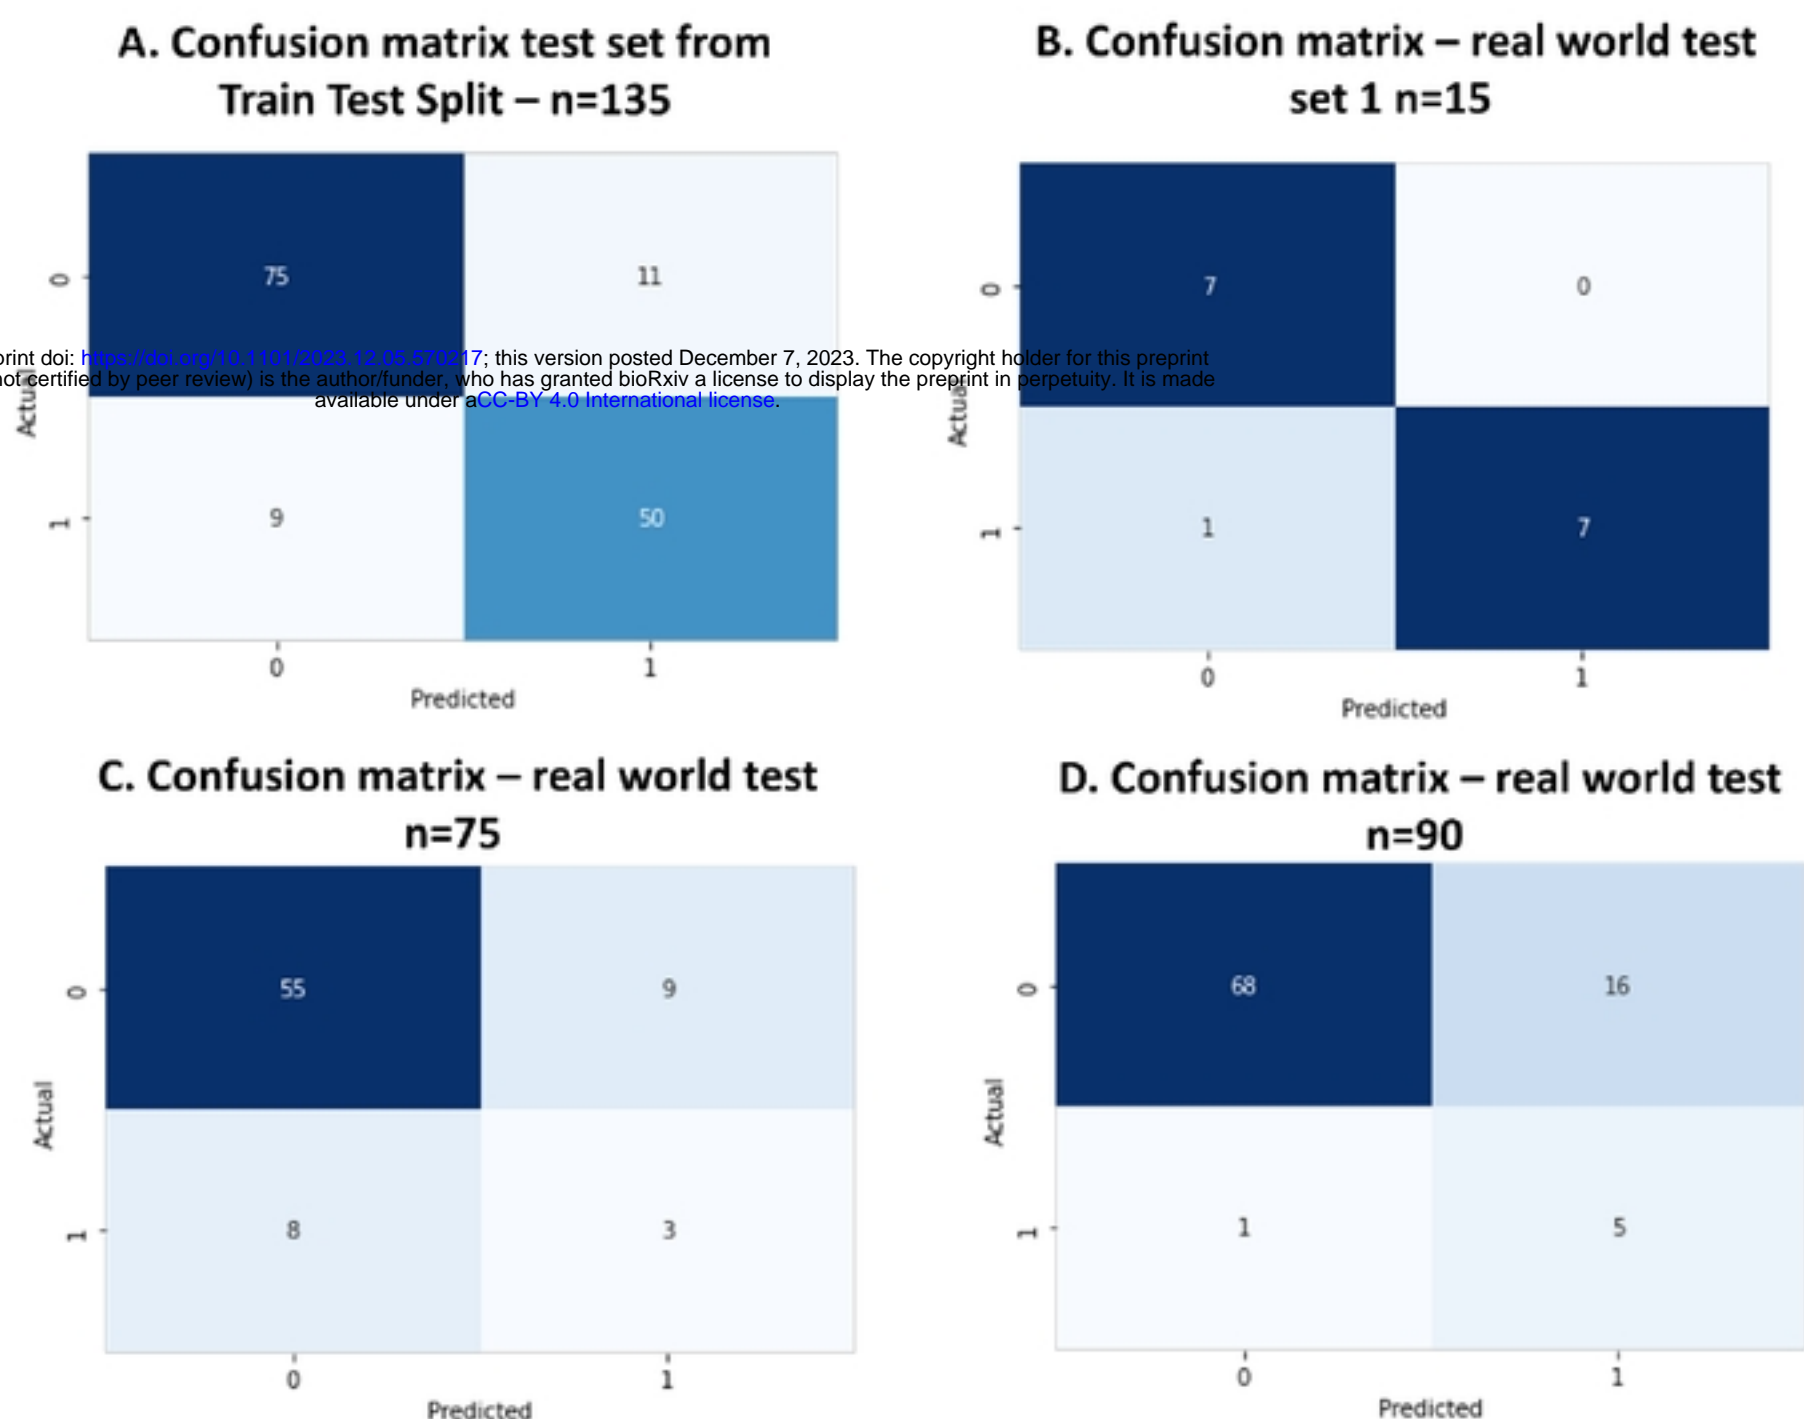 A. Confusion matrix test set from
Train Test Split – n=135
0
75
11
Actual
1
9
50
0
1
Predicted
B. Confusion matrix – real world test
set 1 n=15
0
7
0
Actual
1
1
7
0
1
Predicted
print doi: https://doi.org/10.1101/2023.12.05.570217; this version posted December 7, 2023. The copyright holder for this preprint
not certified by peer review) is the author/funder, who has granted bioRxiv a license to display the preprint in perpetuity. It is made
available under aCC-BY 4.0 International license.
C. Confusion matrix – real world test
n=75
0
55
9
Actual
1
8
3
0
1
Predicted
D. Confusion matrix – real world test
n=90
0
68
16
Actual
1
1
5
0
1
Predicted